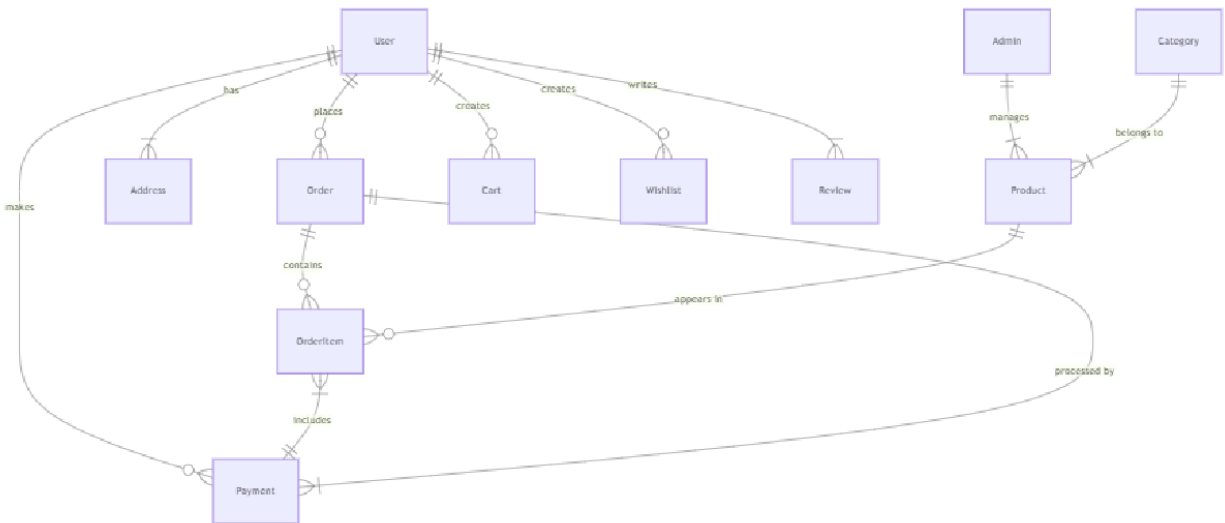 User
Admin
Category
has
places
creates
creates
writes
manages
belongs to
Address
Order
Cart
Wishlist
Review
Product
makes
contains
appears in
OrderItem
processed by
includes
Payment